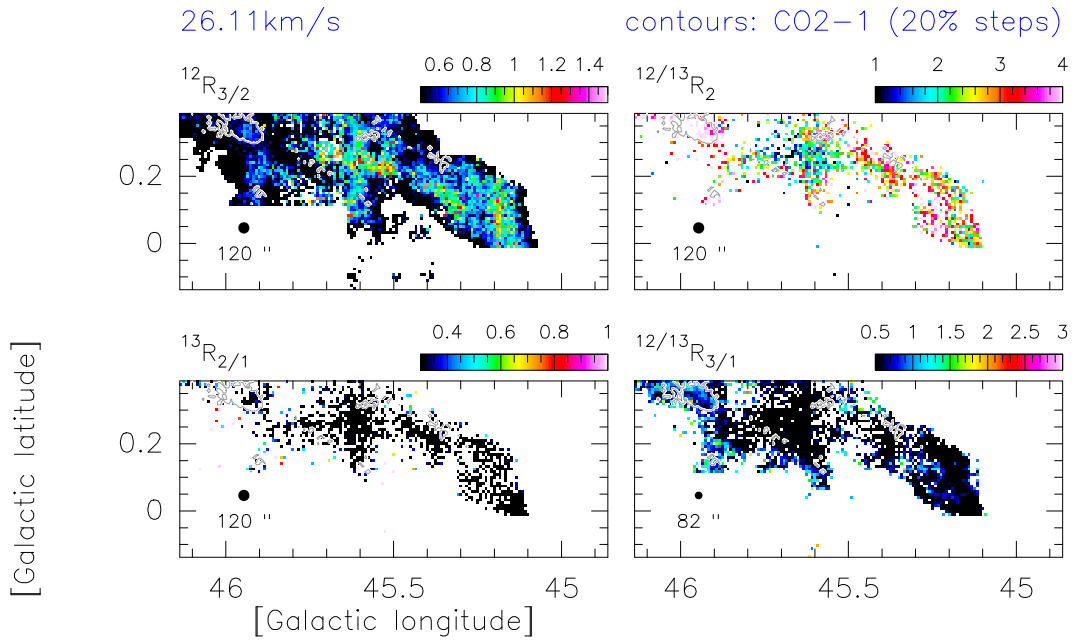 26.11km/s contours: CO2-1 (20% steps)
0.6 0.8 1 1.2 1.4
12R3/2
1 2 3 4
12/13R2
0.2
0
120 "
120 "
0.4 0.6 0.8 1
13R2/1
0.5 1 1.5 2 2.5 3
12/13R3/1
0.2
0
120 "
82 "
46 45.5 45
46 45.5 45
[Galactic longitude]
[Galactic latitude]